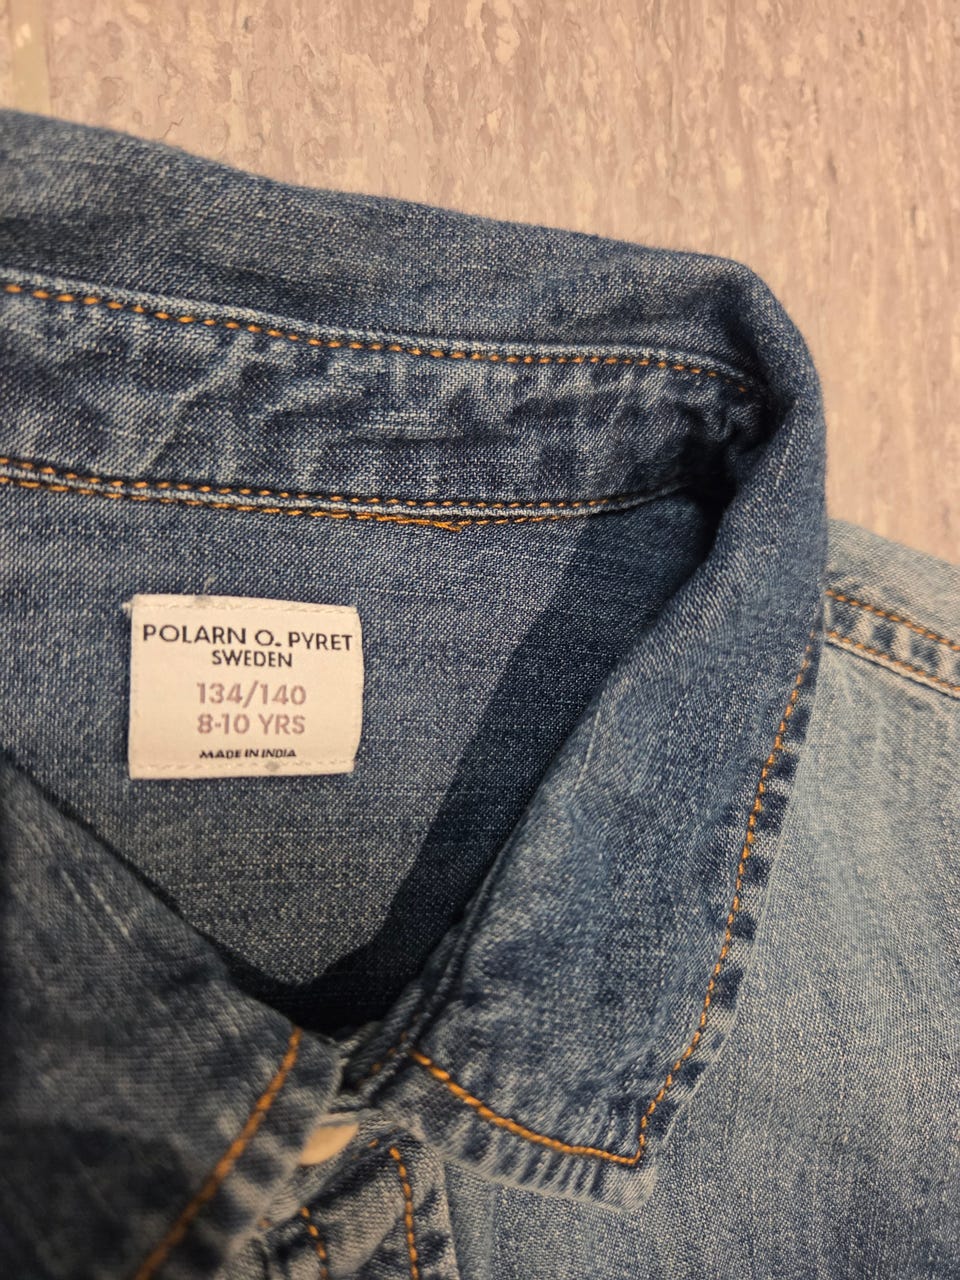 POLARN O. PYRET
SWEDEN
134/140
8-10 YRS
MADE IN INDIA